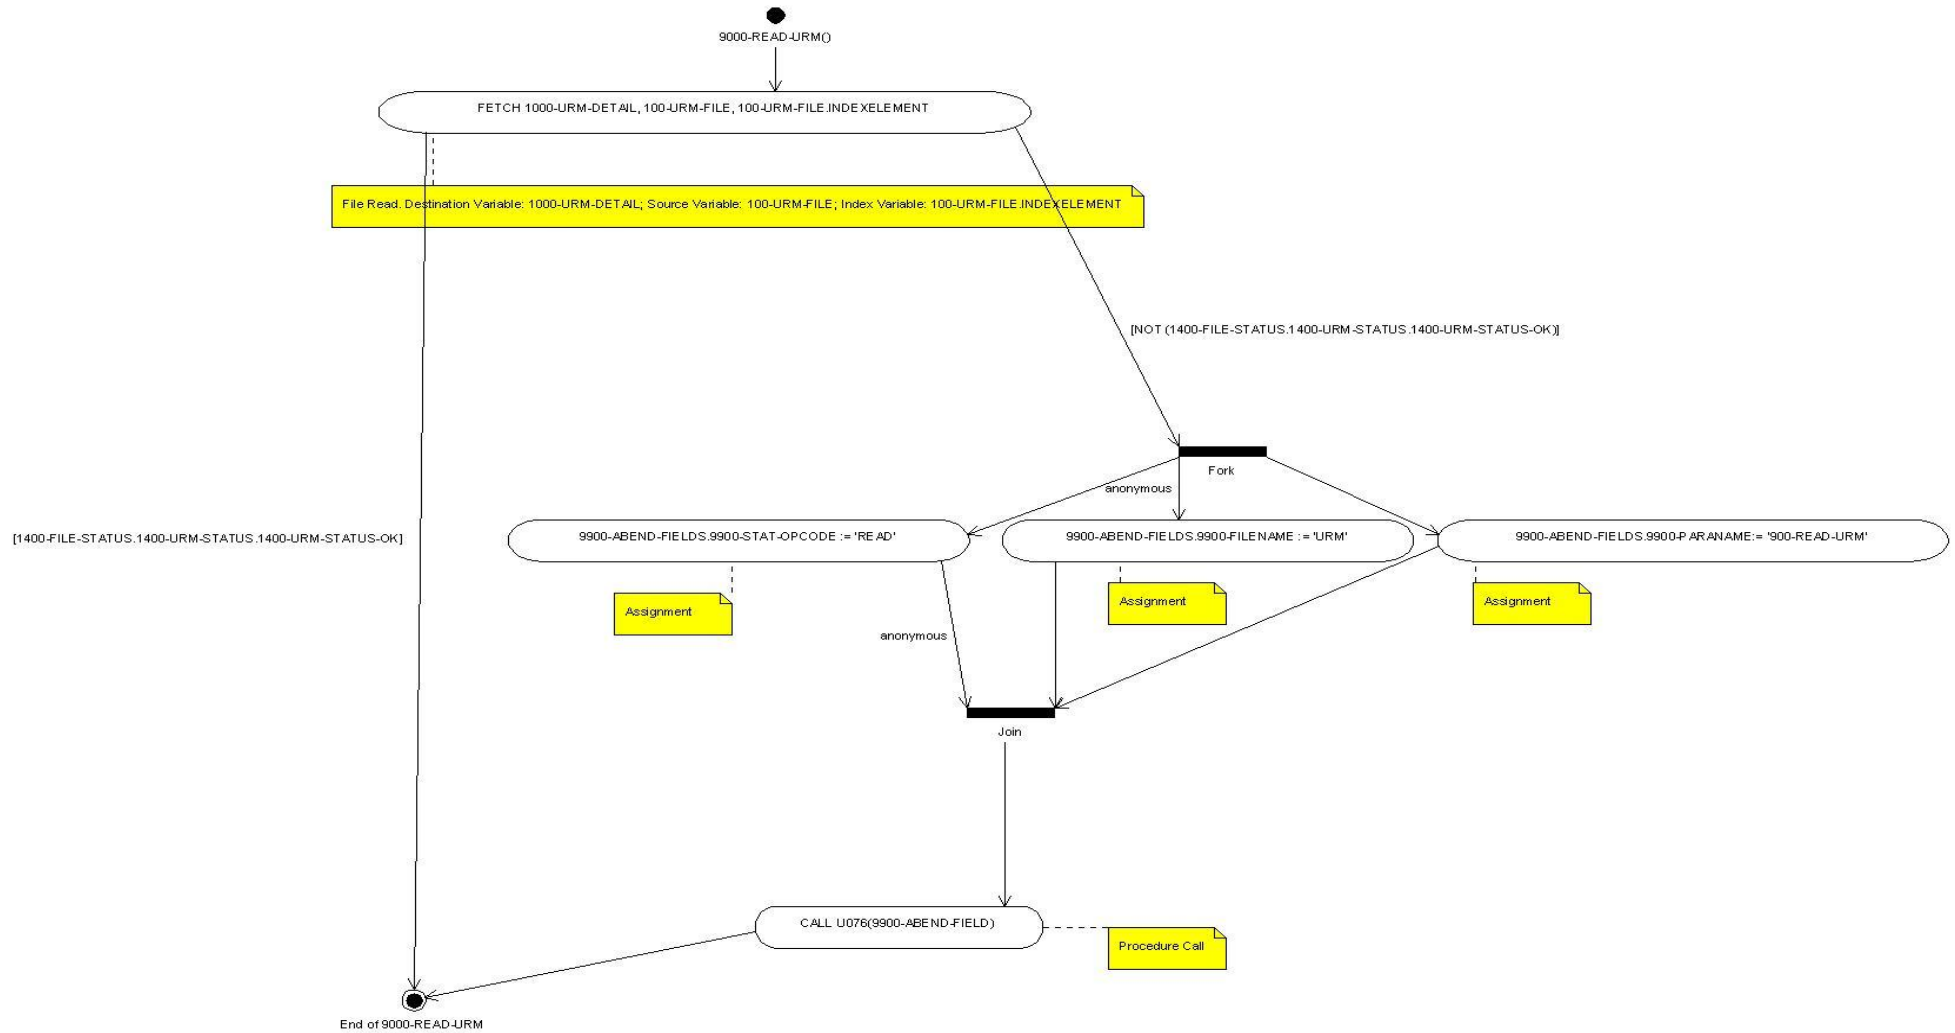 9000-READ-URM()
FETCH 1000-URM-DETAIL, 100-URM-FILE, 100-URM-FILE.INDEXELEMENT
File Read. Destination Variable: 1000-URM-DETAIL; Source Variable: 100-URM-FILE; Index Variable: 100-URM-FILE.INDEXELEMENT
[NOT (1400-FILE-STATUS.1400-URM-STATUS.1400-URM-STATUS-OK)]
Fork
anonymous
[1400-FILE-STATUS.1400-URM-STATUS.1400-URM-STATUS-OK]
9900-ABEND-FIELDS.9900-STAT-OPCODE := 'READ'
9900-ABEND-FIELDS.9900-FILENAME := 'URM'
9900-ABEND-FIELDS.9900-PARANAME:= '900-READ-URM'
Assignment
Assignment
Assignment
anonymous
Join
CALL U076(9900-ABEND-FIELD)
Procedure Call
End of 9000-READ-URM